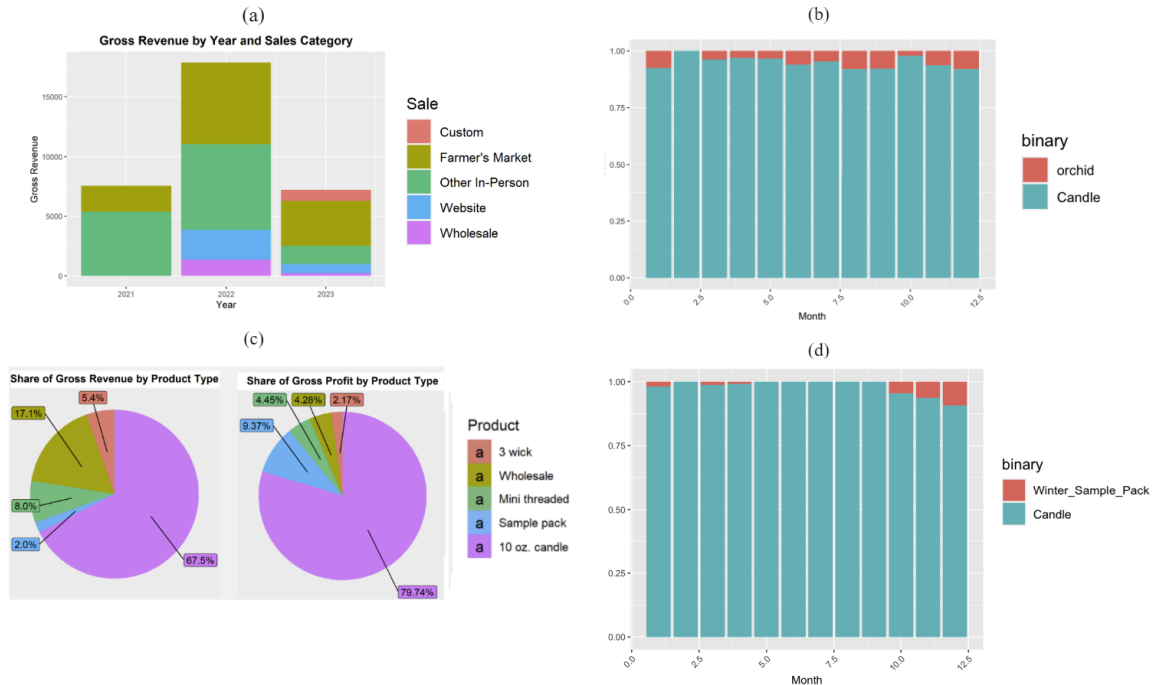 (a)
Gross Revenue by Year and Sales Category
15000
10000
5000
0
Gross Revenue
2021
2022
2023
Year
Sale
Custom
Farmer's Market
Other In-Person
Website
Wholesale
(b)
1.00
0.75
0.50
0.25
0.00
0.0
2.5
5.0
7.5
10.0
12.5
Month
binary
orchid
Candle
(c)
Share of Gross Revenue by Product Type
5.4%
17.1%
8.0%
2.0%
67.5%
Share of Gross Profit by Product Type
4.45%
4.28%
2.17%
9.37%
79.74%
Product
a 3 wick
a Wholesale
a Mini threaded
a Sample pack
a 10 oz. candle
(d)
1.00
0.75
0.50
0.25
0.00
0.0
2.5
5.0
7.5
10.0
12.5
Month
binary
Winter_Sample_Pack
Candle